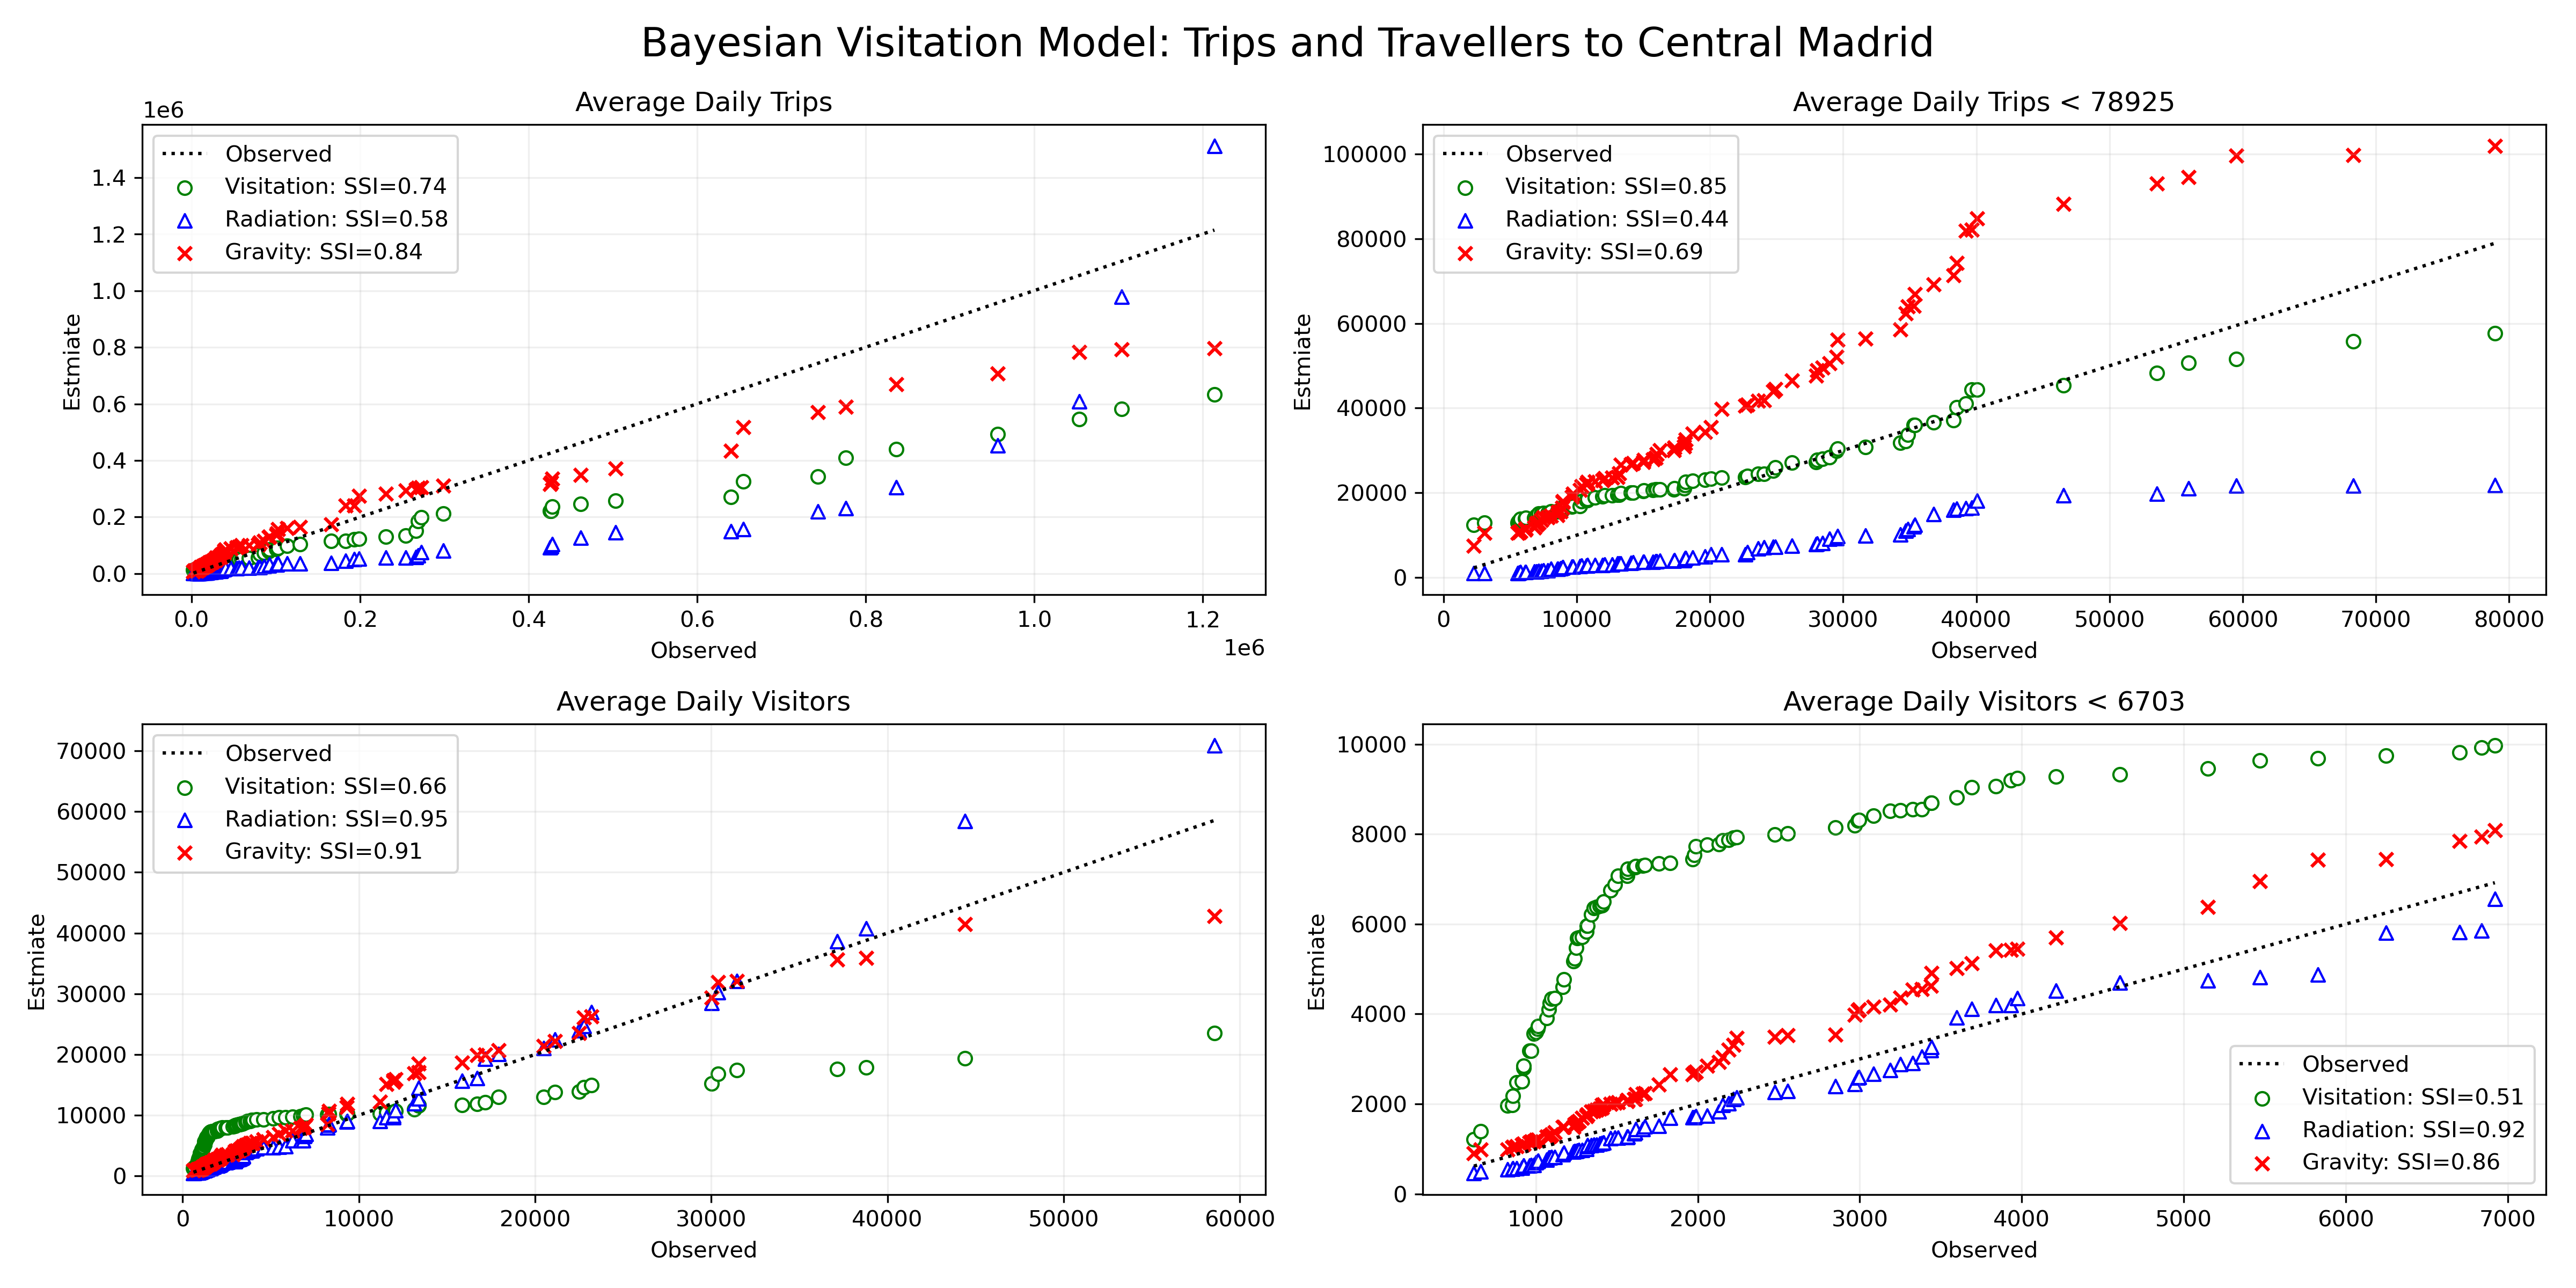 Bayesian Visitation Model: Trips and Travellers to Central Madrid
Average Daily Trips
1e6
Observed
Visitation: SSI=0.74
Radiation: SSI=0.58
Gravity: SSI=0.84
Estmiate
1.4
1.2
1.0
0.8
0.6
0.4
0.2
0.0
0.0 0.2 0.4 0.6 0.8 1.0 1.2
Observed
1e6
Average Daily Trips < 78925
Observed
Visitation: SSI=0.85
Radiation: SSI=0.44
Gravity: SSI=0.69
Estmiate
100000
80000
60000
40000
20000
0
0 10000 20000 30000 40000 50000 60000 70000 80000
Observed
Average Daily Visitors
Observed
Visitation: SSI=0.66
Radiation: SSI=0.95
Gravity: SSI=0.91
Estmiate
70000
60000
50000
40000
30000
20000
10000
0
0 10000 20000 30000 40000 50000 60000
Observed
Average Daily Visitors < 6703
Estmiate
10000
8000
6000
4000
2000
0
Observed
Visitation: SSI=0.51
Radiation: SSI=0.92
Gravity: SSI=0.86
1000 2000 3000 4000 5000 6000 7000
Observed